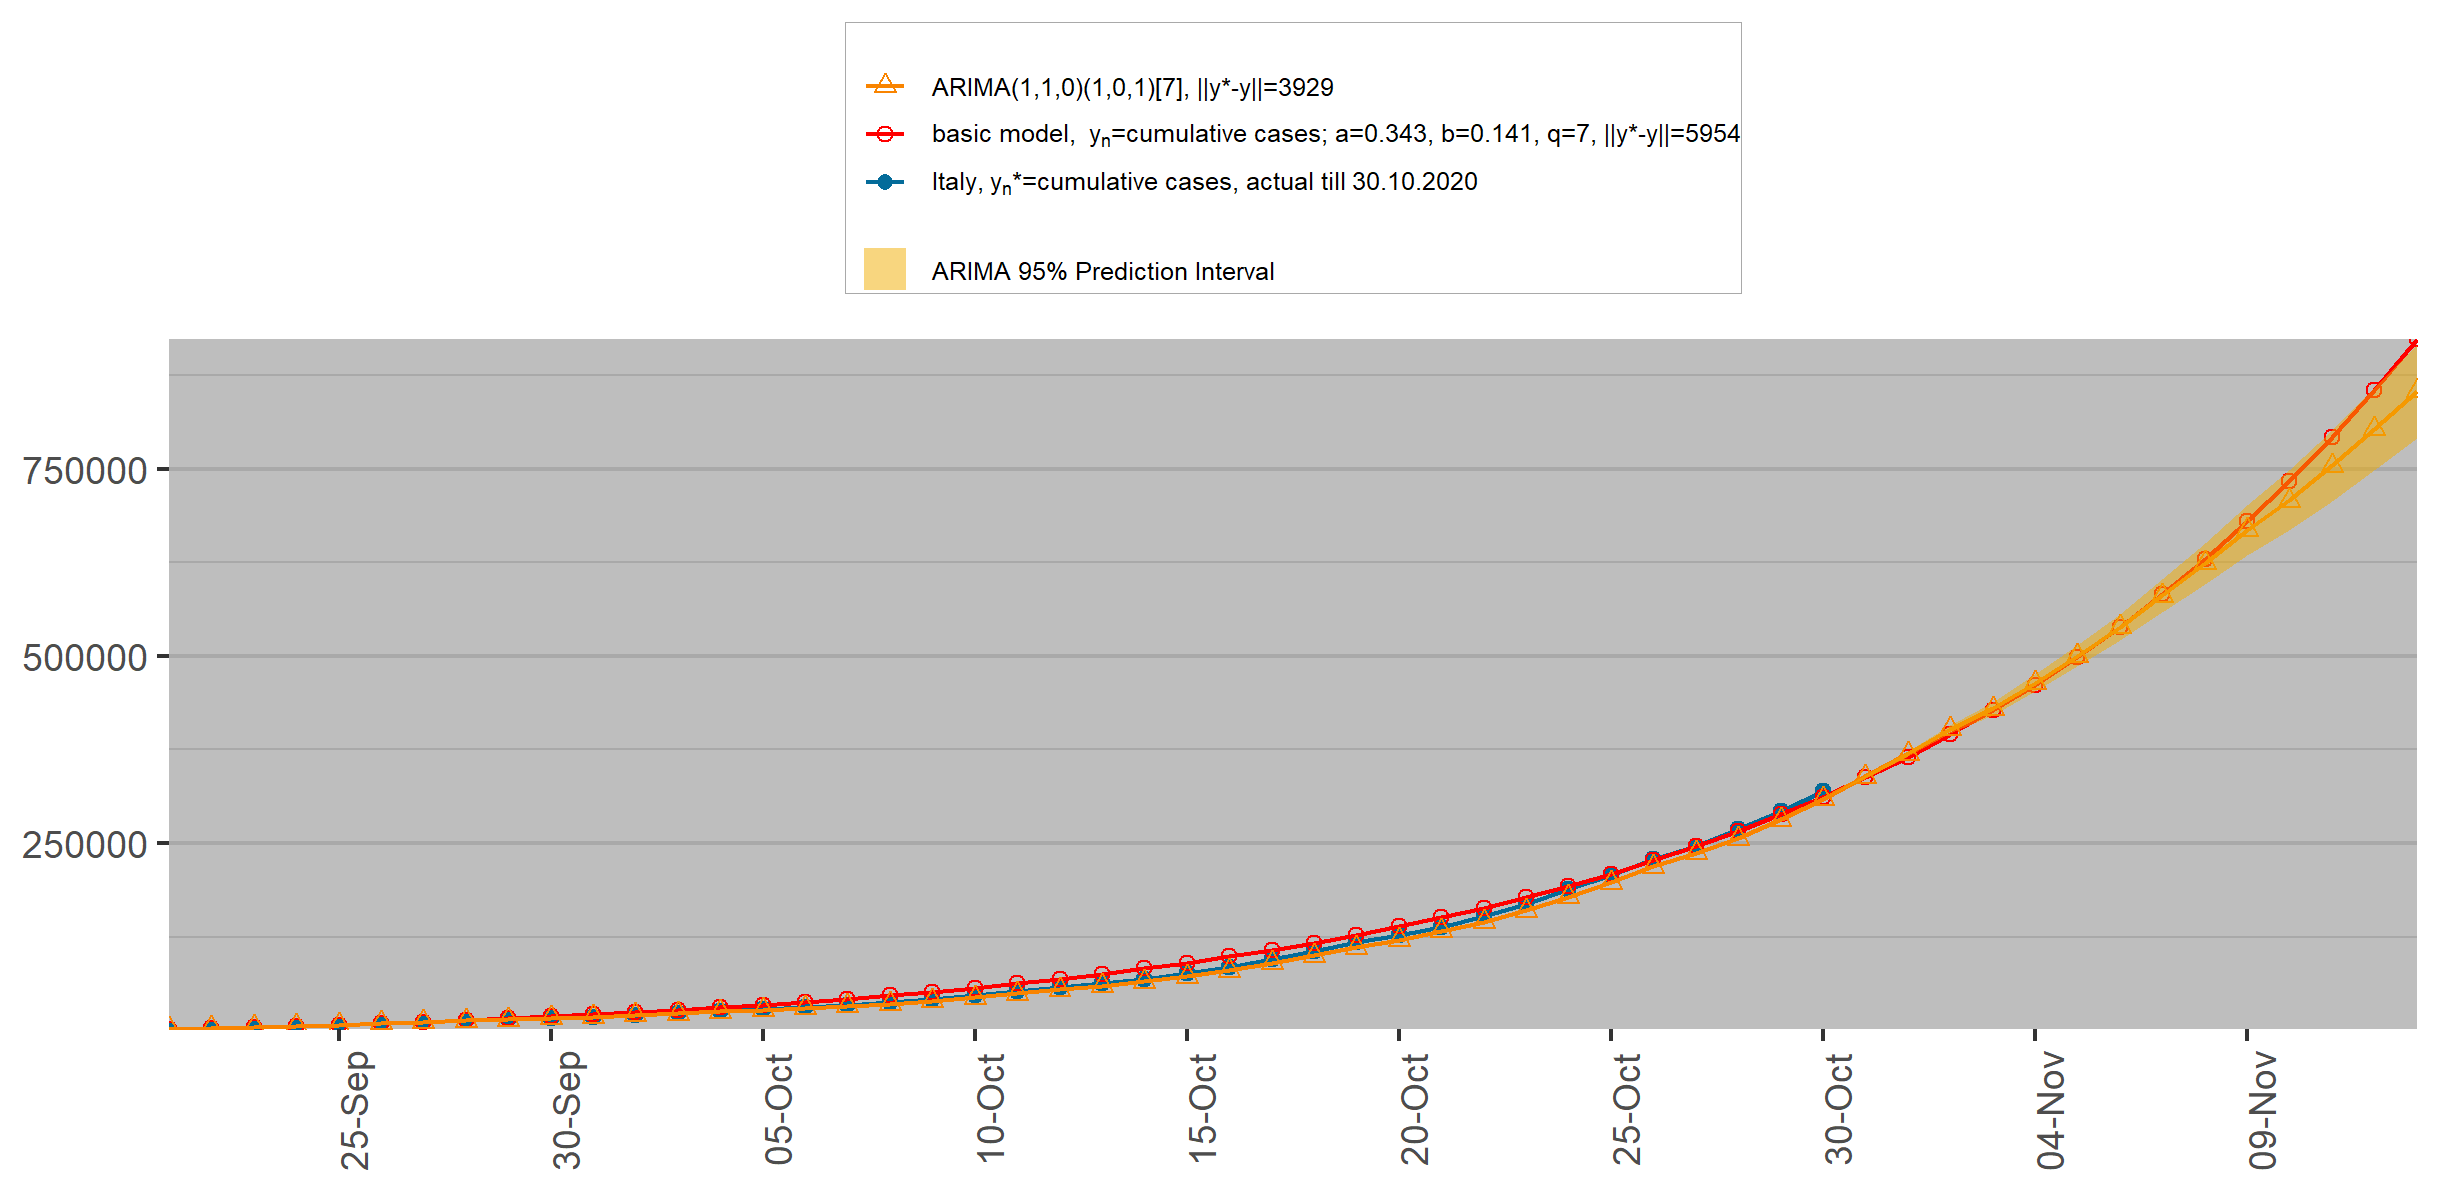 ARIMA(1,1,0)(1,0,1)[7], ||y*-y||=3929
basic model,  yn=cumulative cases; a=0.343, b=0.141, q=7, ||y*-y||=5954
Italy, yn*=cumulative cases, actual till 30.10.2020
ARIMA 95% Prediction Interval
750000
500000
250000
25-Sep
30-Sep
05-Oct
10-Oct
15-Oct
20-Oct
25-Oct
30-Oct
04-Nov
09-Nov